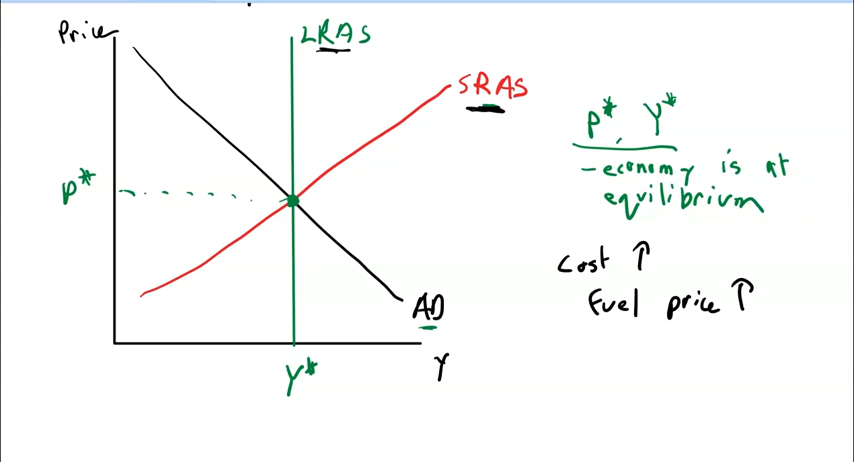 Price
LRAS
SRAS
P*, Y*
- economy is at
equilibrium
P*
Cost ↑
Fuel price ↑
AD
Y*
Y